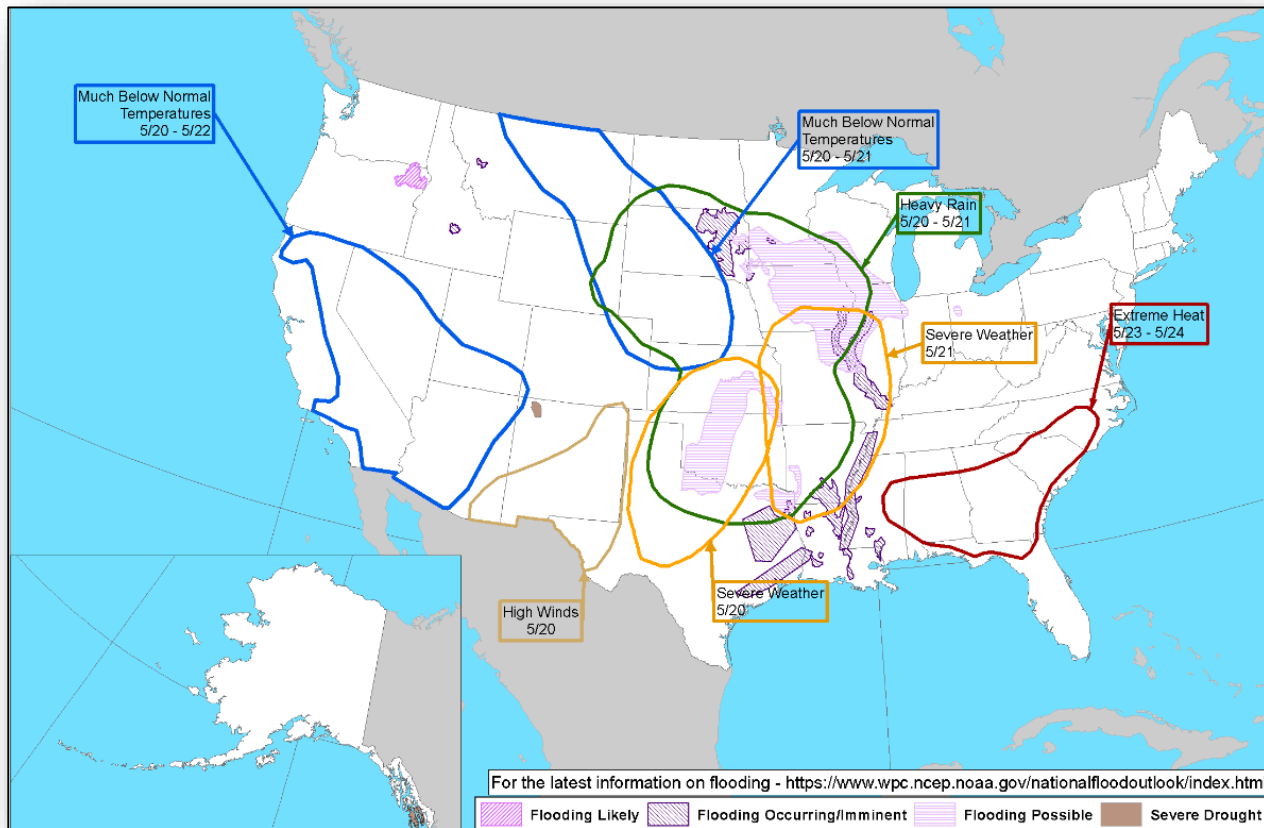 Much Below Normal
Temperatures
5/20 - 5/22
Much Below Normal
Temperatures
5/20 - 5/21
Heavy Rain
5/20 - 5/21
Extreme Heat
5/23 - 5/24
Severe Weather
5/21
High Winds
5/20
Severe Weather
5/20
For the latest information on flooding - https://www.wpc.ncep.noaa.gov/nationalfloodoutlook/index.htm
Flooding Likely Flooding Occurring/Imminent Flooding Possible Severe Drought